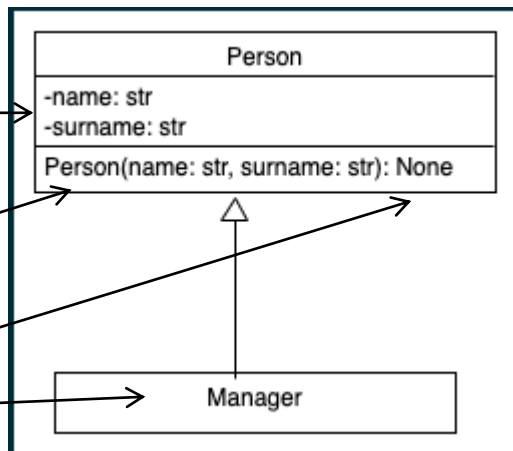 Person
-name: str
-surname: str
Person(name: str, surname: str): None
Manager